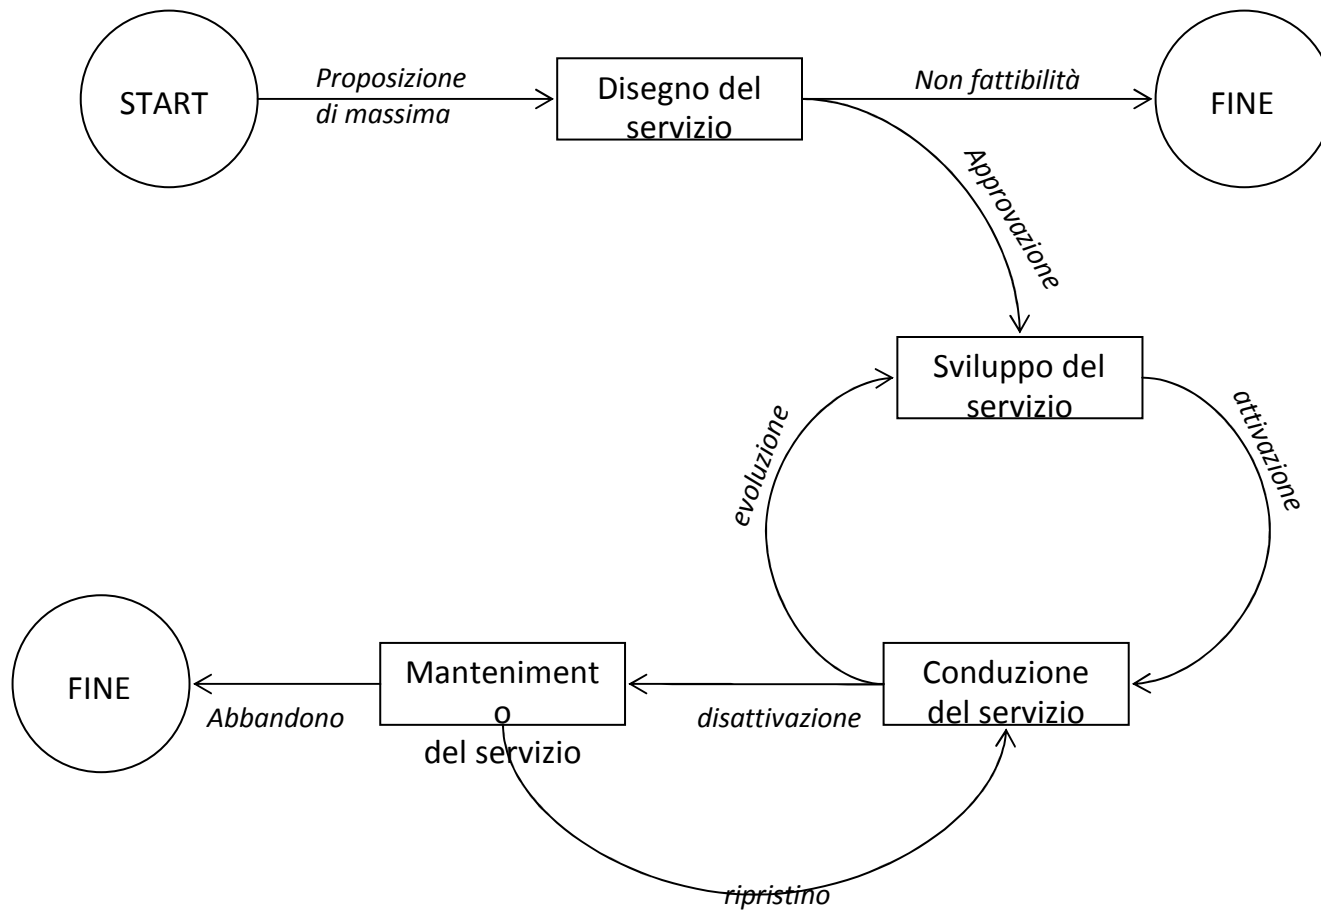 START
Proposizione
di massima
Disegno del
servizio
Non fattibilità
FINE
Approvazione
Sviluppo del
servizio
evoluzione
attivazione
FINE
Abbandono
Maniteniment
o
del servizio
disattivazione
Conduzione
del servizio
ripristino